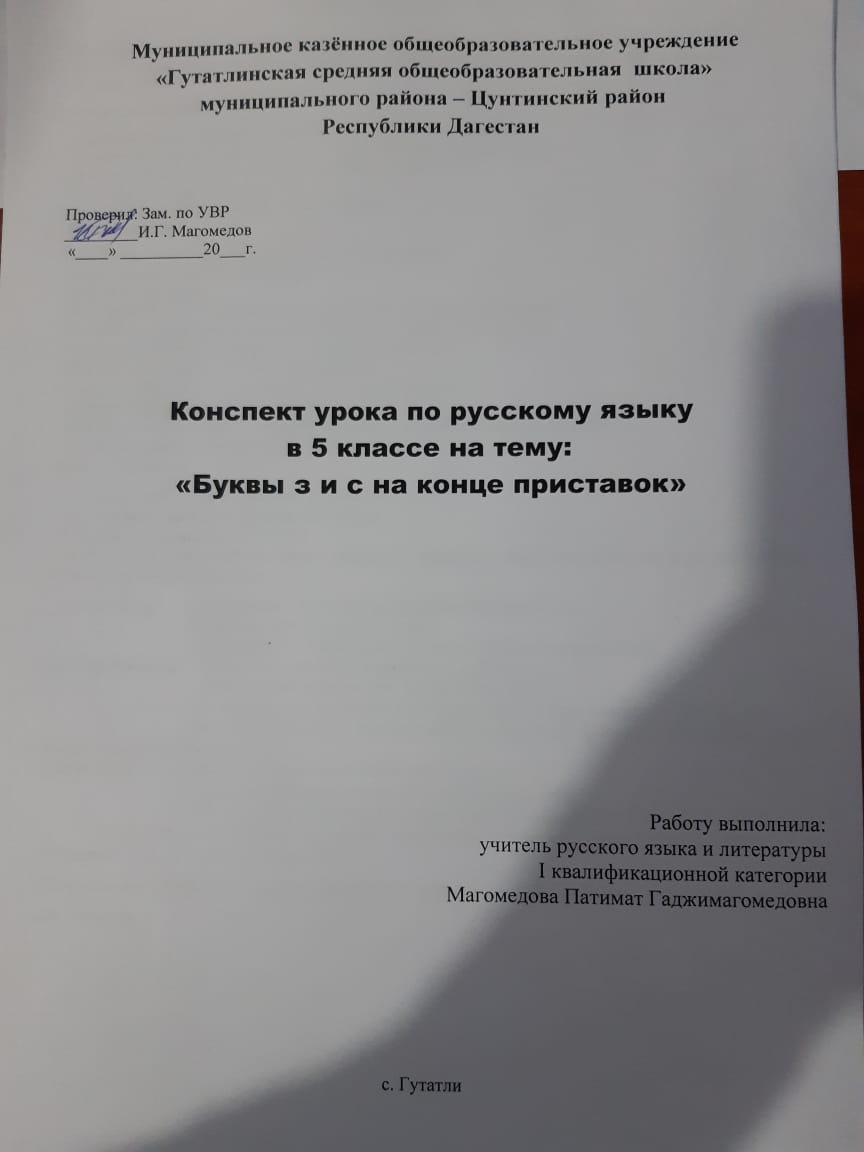 Муниципальное казённое общеобразовательное учреждение
«Гутатлинская средняя общеобразовательная школа»
муниципального района – Цунтинский район
Республики Дагестан
Проверил: Зам. по УВР
__________И.Г. Магомедов
«____» __________20___г.
Конспект урока по русскому языку
в 5 классе на тему:
«Буквы з и с на конце приставок»
Работу выполнила:
учитель русского языка и литературы
I квалификационной категории
Магомедова Патимат Гаджимагомедовна
с. Гутатли